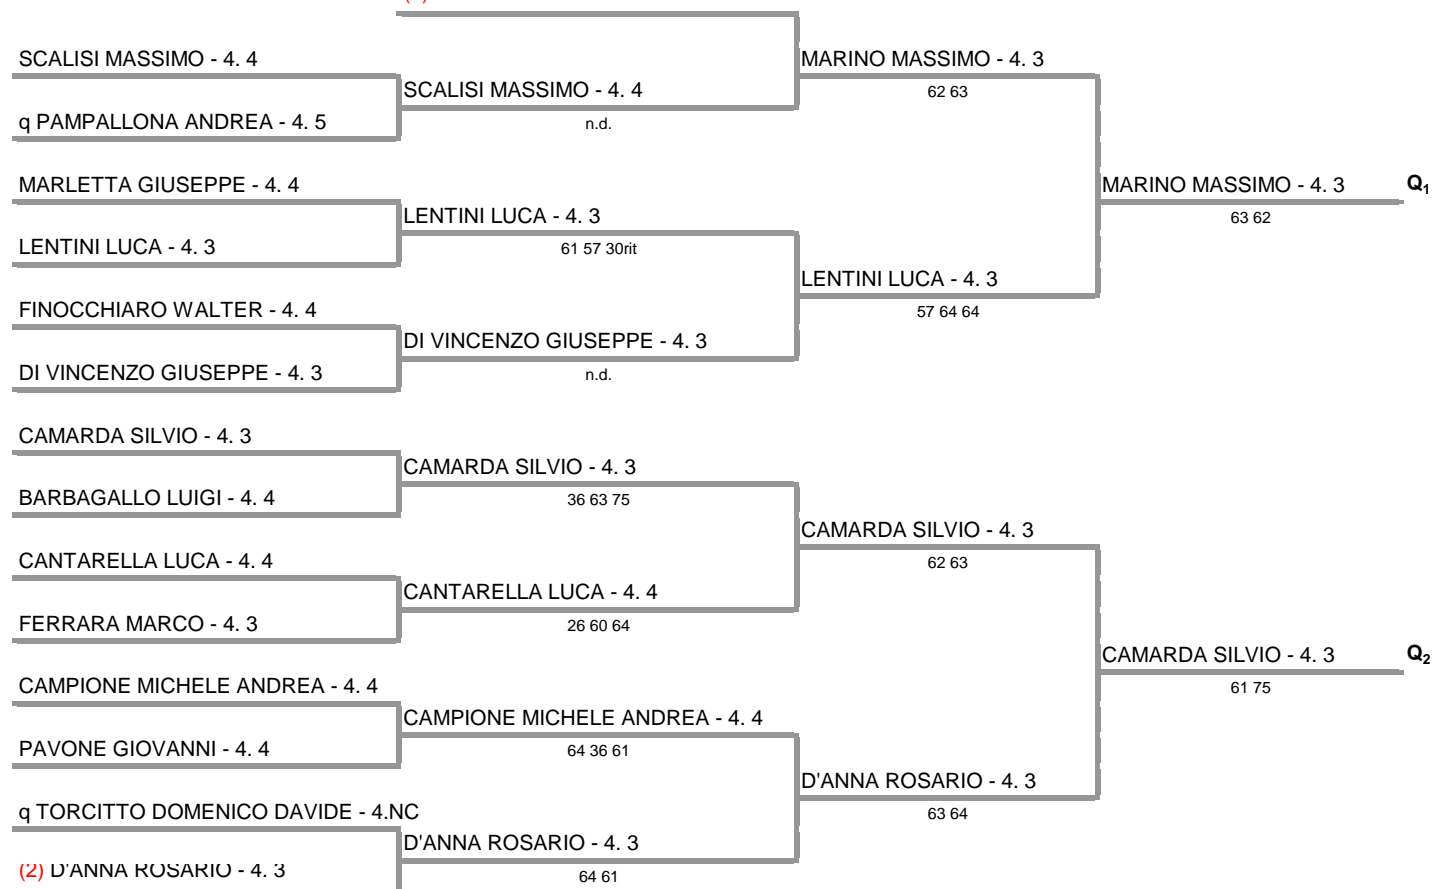 SCALISI MASSIMO - 4. 4
q PAMPALLONA ANDREA - 4. 5
MARLETTA GIUSEPPE - 4. 4
LENTINI LUCA - 4. 3
FINOCCHIARO WALTER - 4. 4
DI VINCENZO GIUSEPPE - 4. 3
CAMARDA SILVIO - 4. 3
BARBAGALLO LUIGI - 4. 4
CANTARELLA LUCA - 4. 4
FERRARA MARCO - 4. 3
CAMPIONE MICHELE ANDREA - 4. 4
PAVONE GIOVANNI - 4. 4
q TORCITTO DOMENICO DAVIDE - 4.NC
(2) D'ANNA ROSARIO - 4. 3
SCALISI MASSIMO - 4. 4
n.d.
LENTINI LUCA - 4. 3
61 57 30rit
DI VINCENZO GIUSEPPE - 4. 3
n.d.
CAMARDA SILVIO - 4. 3
36 63 75
CANTARELLA LUCA - 4. 4
26 60 64
CAMPIONE MICHELE ANDREA - 4. 4
64 36 61
D'ANNA ROSARIO - 4. 3
64 61
MARINO MASSIMO - 4. 3
62 63
LENTINI LUCA - 4. 3
57 64 64
CAMARDA SILVIO - 4. 3
62 63
D'ANNA ROSARIO - 4. 3
63 64
MARINO MASSIMO - 4. 3 Q1
63 62
CAMARDA SILVIO - 4. 3 Q2
61 75